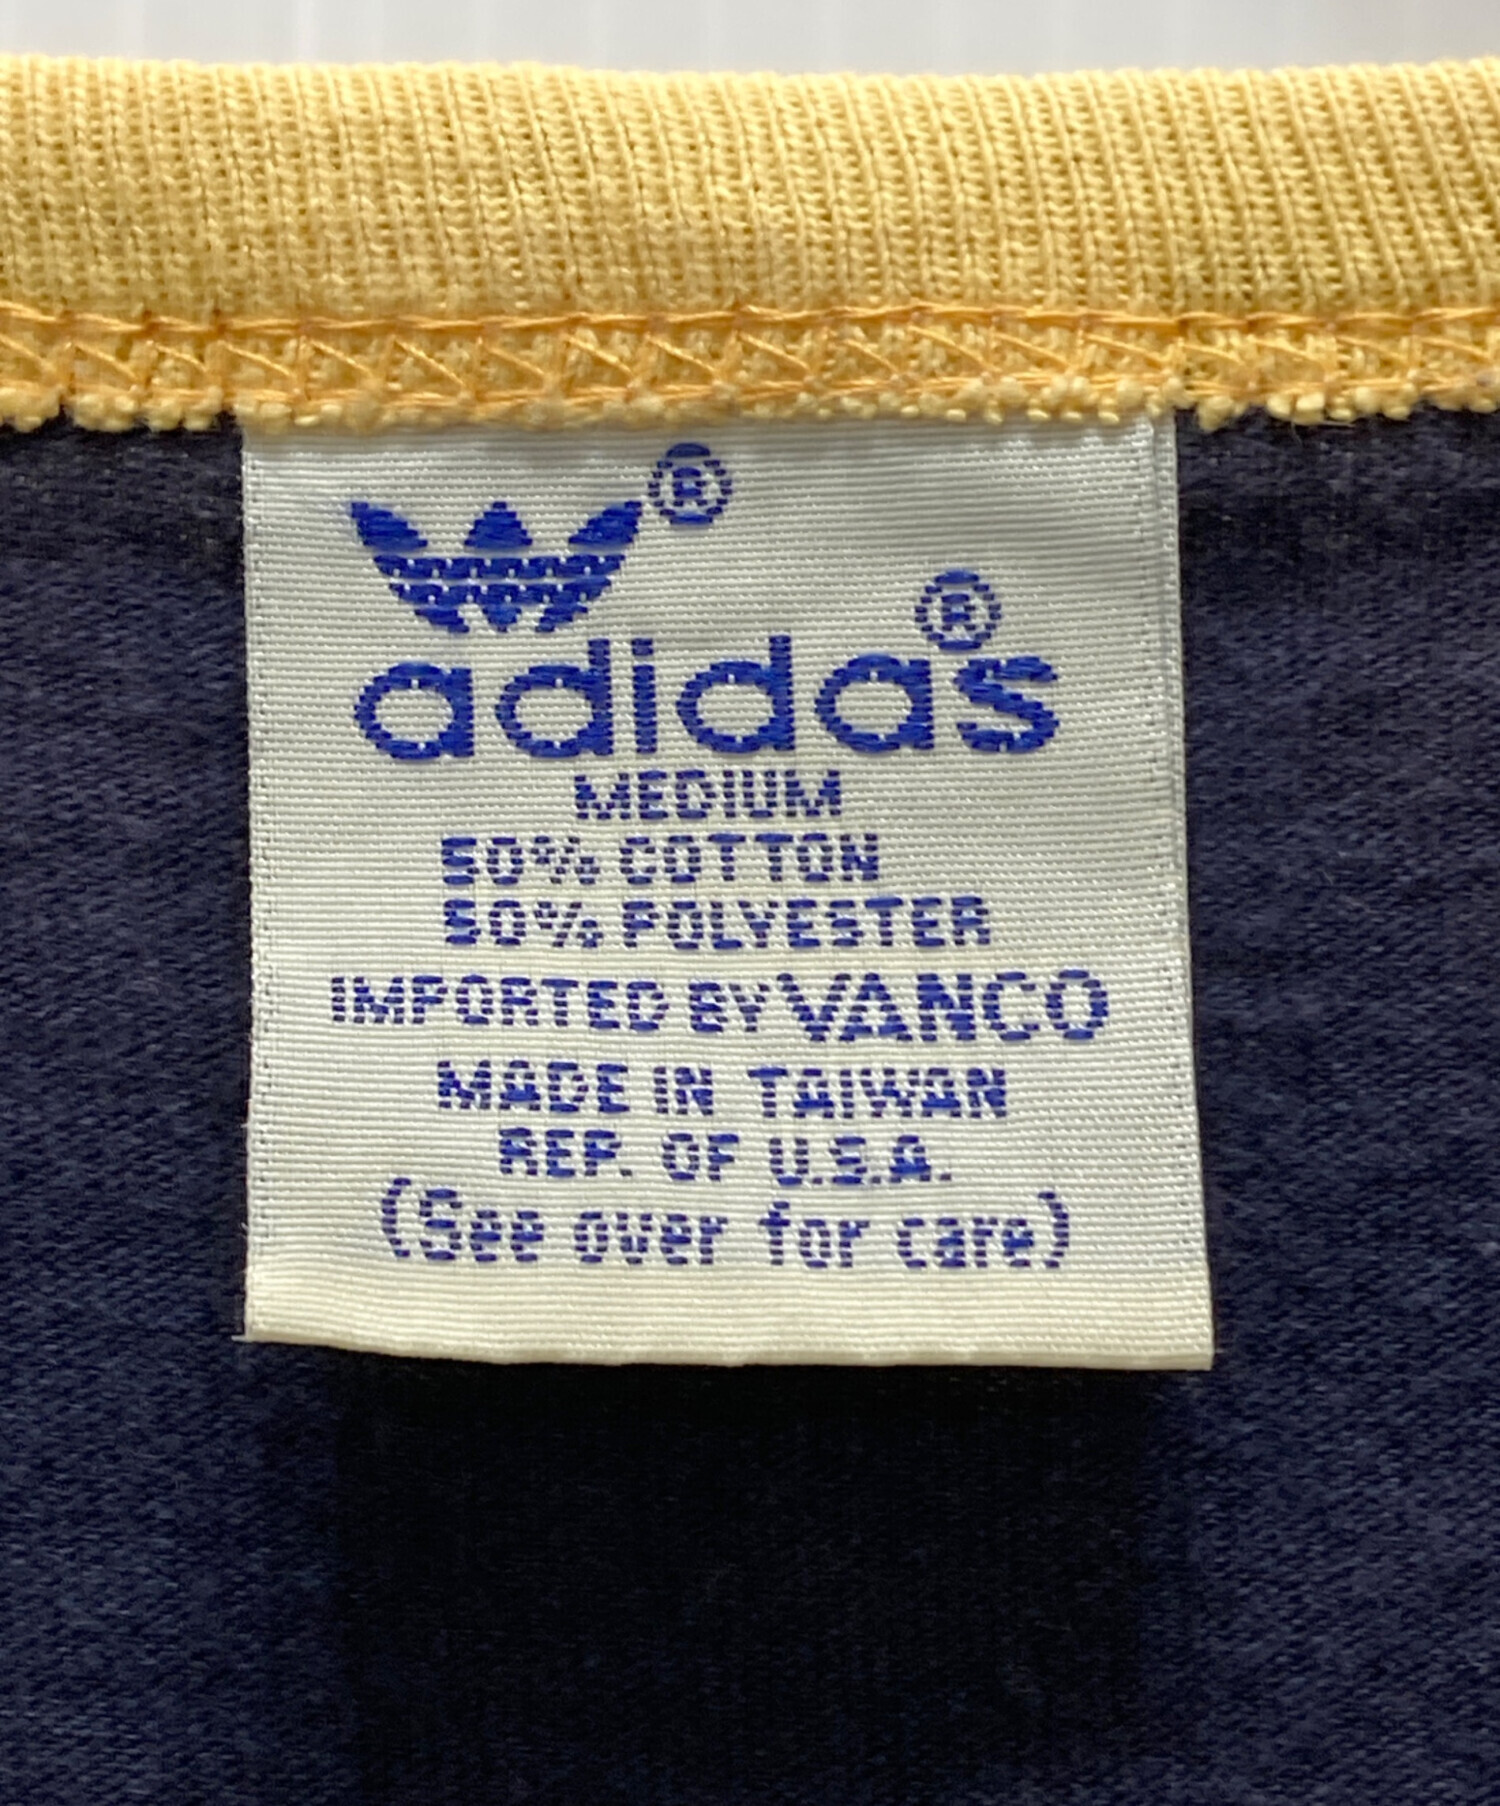 ®
adidas®
MEDIUM
50% COTTON
50% POLYESTER
IMPORTED BY VANCO
MADE IN TAIWAN
REP. OF U.S.A.
(See over for care)